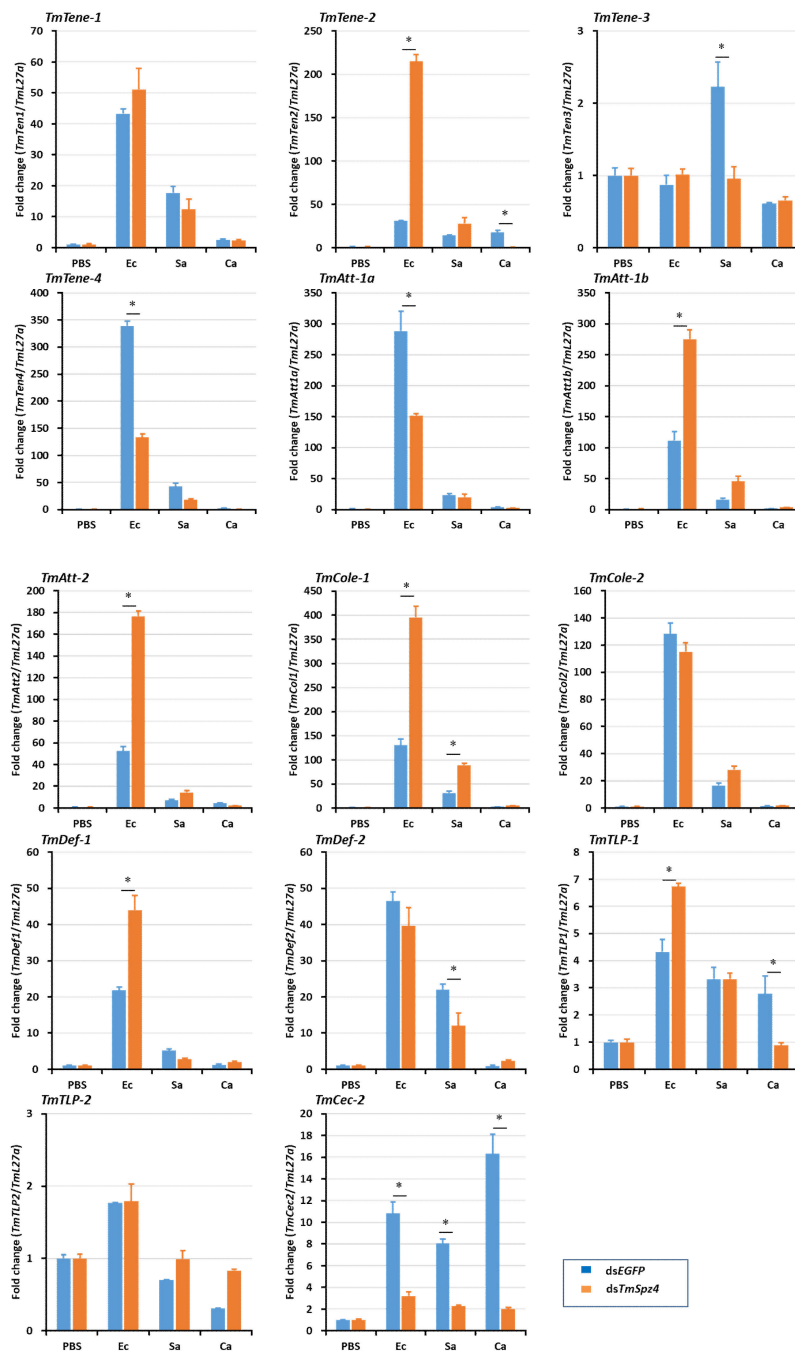 TmTene-1
Fold change (TmTen1/TmL27a)
70
60
50
40
30
20
10
0
PBS Ec Sa Ca
TmTene-2
Fold change (TmTen2/TmL27a)
250
200
150
100
50
0
*
*
PBS Ec Sa Ca
TmTene-3
Fold change (TmTen3/TmL27a)
3
2
1
0
*
PBS Ec Sa Ca
TmTene-4
Fold change (TmTen4/TmL27a)
400
350
300
250
200
150
100
50
0
*
PBS Ec Sa Ca
TmAtt-1a
Fold change (TmAtt1a/TmL27a)
350
300
250
200
150
100
50
0
*
PBS Ec Sa Ca
TmAtt-1b
Fold change (TmAtt1b/TmL27a)
350
300
250
200
150
100
50
0
*
PBS Ec Sa Ca
TmAtt-2
Fold change (TmAtt2/TmL27a)
200
180
160
140
120
100
80
60
40
20
0
*
PBS Ec Sa Ca
TmCole-1
Fold change (TmCol1/TmL27a)
450
400
350
300
250
200
150
100
50
0
*
*
PBS Ec Sa Ca
TmCole-2
Fold change (TmCol2/TmL27a)
160
140
120
100
80
60
40
20
0
PBS Ec Sa Ca
TmDef-1
Fold change (TmDef1/TmL27a)
60
50
40
30
20
10
0
*
PBS Ec Sa Ca
TmDef-2
Fold change (TmDef2/TmL27a)
60
50
40
30
20
10
0
*
PBS Ec Sa Ca
TmTLP-1
Fold change (TmTLP1/TmL27a)
8
7
6
5
4
3
2
1
0
*
*
PBS Ec Sa Ca
TmTLP-2
Fold change (TmTLP2/TmL27a)
3
2
1
0
PBS Ec Sa Ca
TmCec-2
Fold change (TmCec2/TmL27a)
18
16
14
12
10
8
6
4
2
0
*
*
*
PBS Ec Sa Ca
dsEGFP
dsTmSpz4